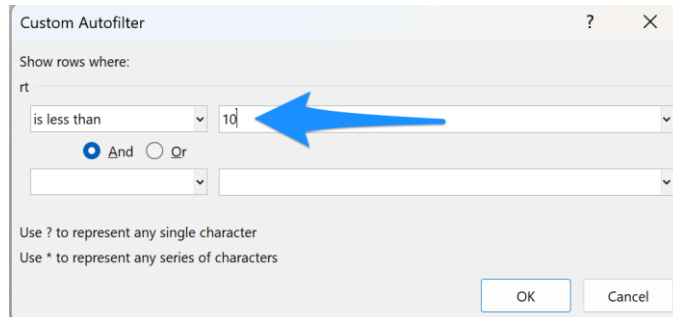 Custom Autofilter ?
Show rows where:
rt
is less than 10
And Or
Use ? to represent any single character
Use * to represent any series of characters
OK Cancel